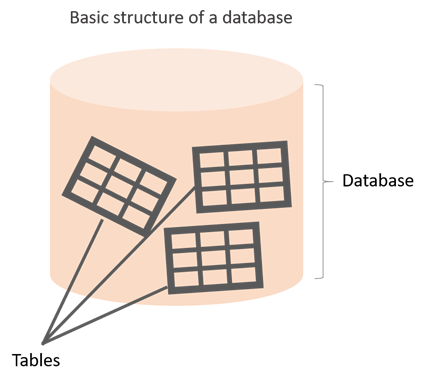 Basic structure of a database
Database
Tables